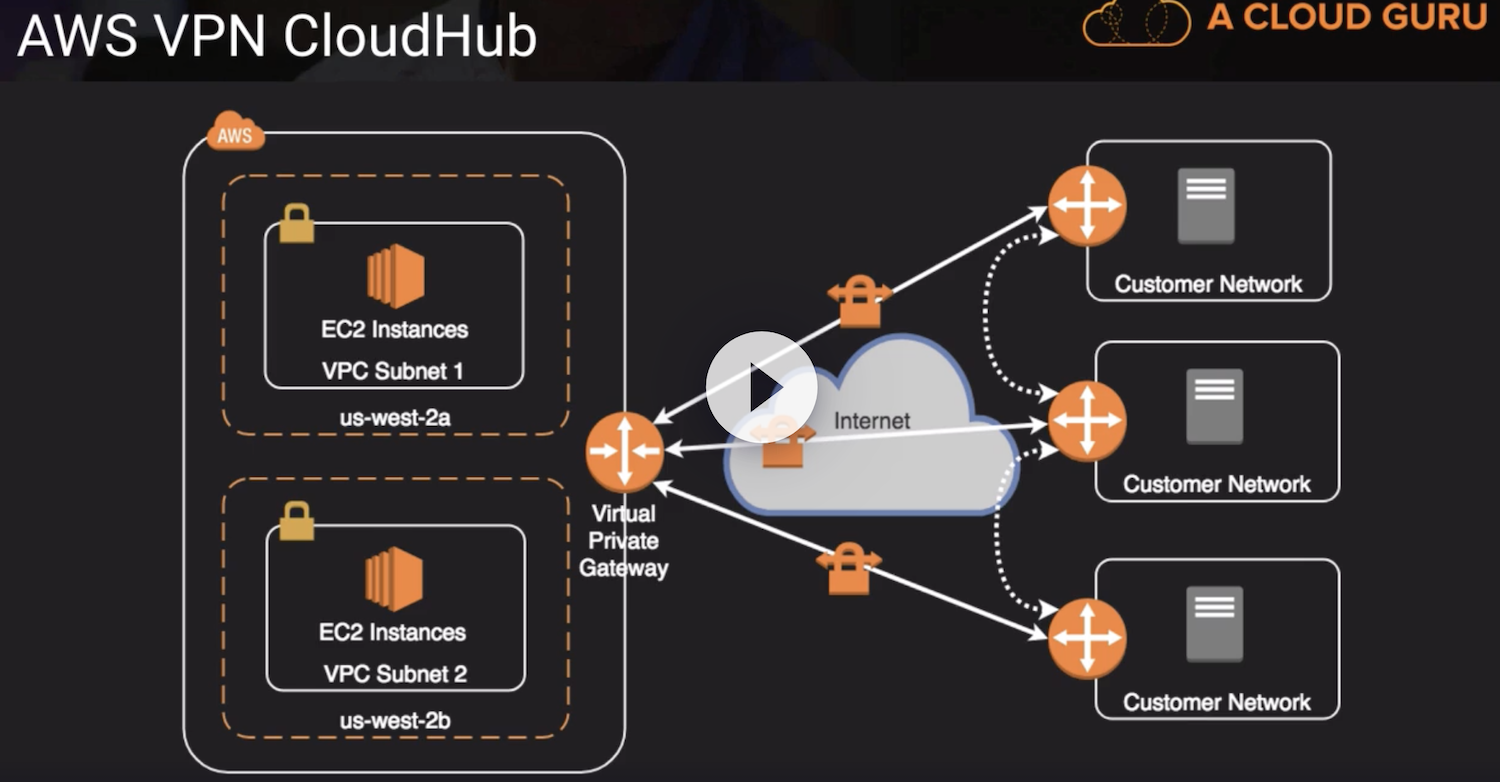 AWS VPN CloudHub
A CLOUD GURU
AWS
EC2 Instances
VPC Subnet 1
us-west-2a
EC2 Instances
VPC Subnet 2
us-west-2b
Virtual
Private
Gateway
Internet
Customer Network
Customer Network
Customer Network